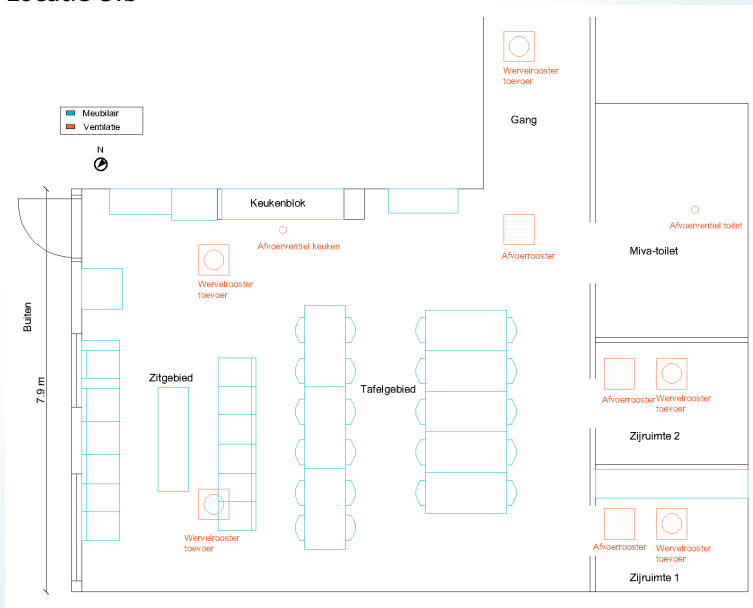 Wervelrooster
toevoer
Meubilair
Ventilatie
Gang
N
Keukenblok
Afvoerventiel toilet
Afvoerventiel keuken
Afvoerrooster
Miva-toilet
Wervelrooster
toevoer
Buiten
7.9 m
Zitgebied
Tafelgebied
Afvoerrooster
Wervelrooster
toevoer
Zijruimte 2
Wervelrooster
toevoer
Afvoerrooster
Wervelrooster
toevoer
Zijruimte 1